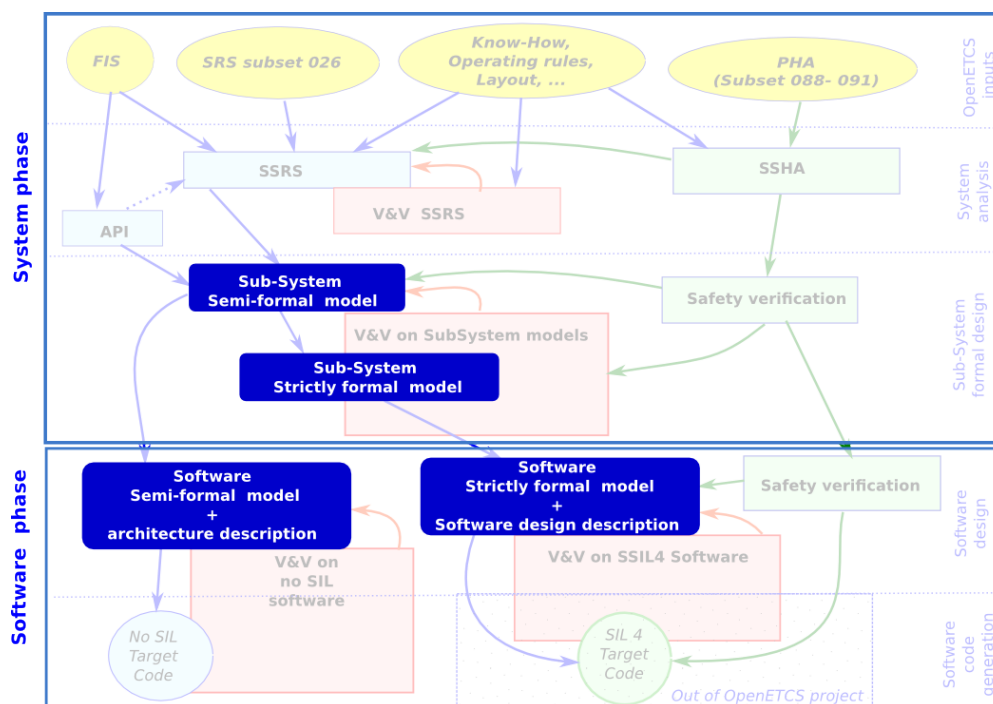 System phase
Software phase
OpenETCS
inputs
System
analysis
Sub-System
formal design
Software
design
Software
code
generation
FIS
SRS subset 026
Know-How,
Operating rules,
Layout, ...
PHA
(Subset 088- 091)
SSRS
V&V SSRS
SSHA
API
Sub-System
Semi-formal model
Safety verification
V&V on SubSystem models
Sub-System
Strictly formal model
Software
Semi-formal model
+
architecture description
Software
Strictly formal model
+
Software design description
Safety verification
V&V on
no SIL
software
V&V on SSIL4 Software
No SIL
Target
Code
SIL 4
Target
Code
Out of OpenETCS project